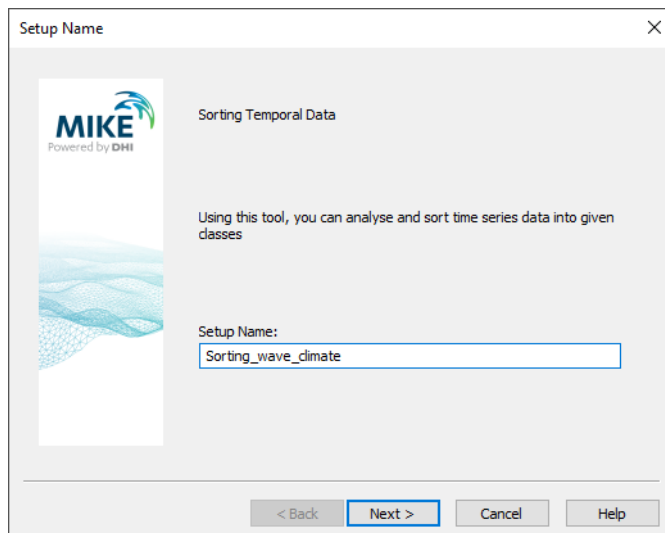 Setup Name
MIKE
Powered by DHI
Sorting Temporal Data
Using this tool, you can analyse and sort time series data into given
classes
Setup Name:
Sorting_wave_climate
< Back
Next >
Cancel
Help